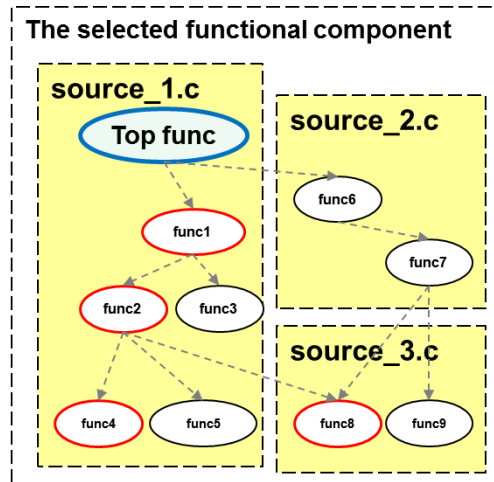 The selected functional component
source_1.c
Top func
func1
func2
func3
func4
func5
source_2.c
func6
func7
source_3.c
func8
func9